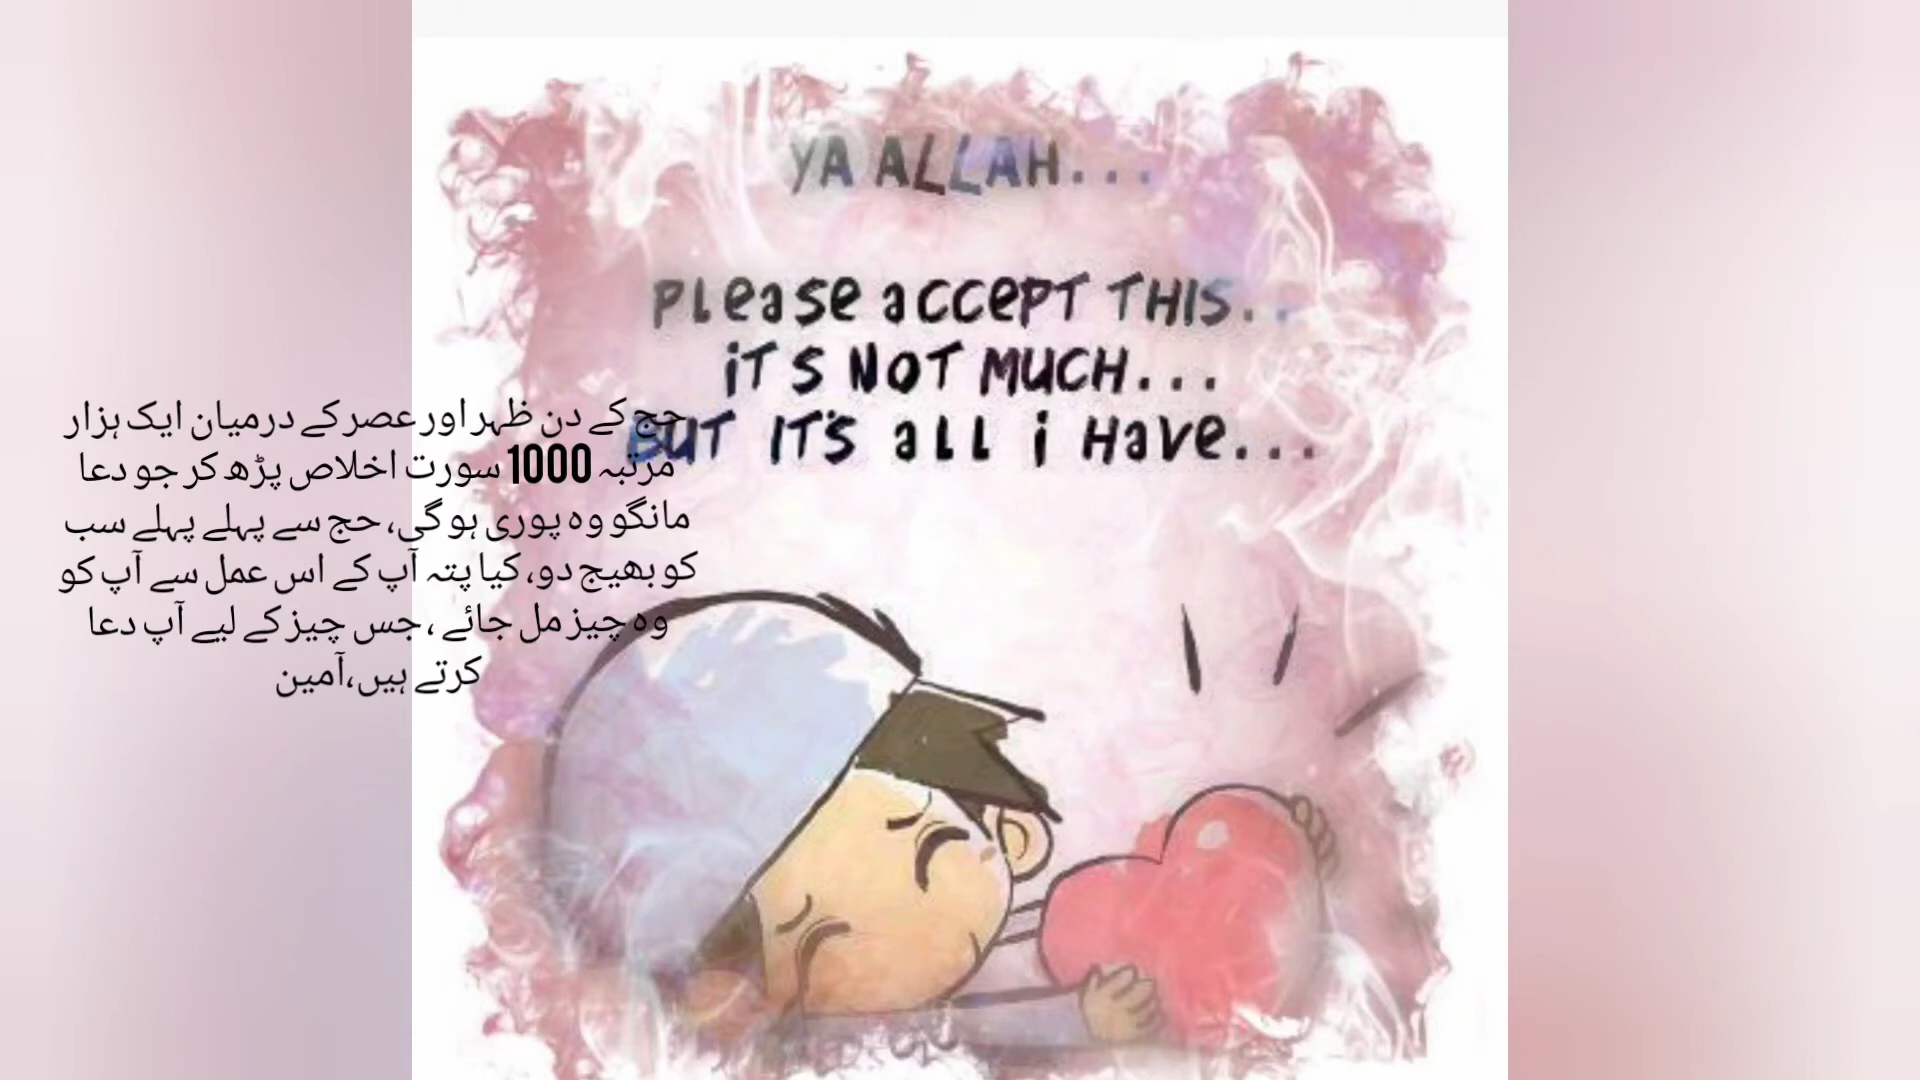 YA ALLAH...
PLease accePT THIS..
iT S NOT MUCH...
BUT IT'S aLL i Have...
حج کے دن ظہر اور عصر کے درمیان ایک ہزار
مرتبہ 1000 سورت اخلاص پڑھ کر جو دعا
مانگو وہ پوری ہو گی، حج سے پہلے پہلے سب
کو بھیج دو، کیا پتہ آپ کے اس عمل سے آپ کو
وہ چیز مل جائے ،جس چیز کے لیے آپ دعا
کرتے ہیں،آمین